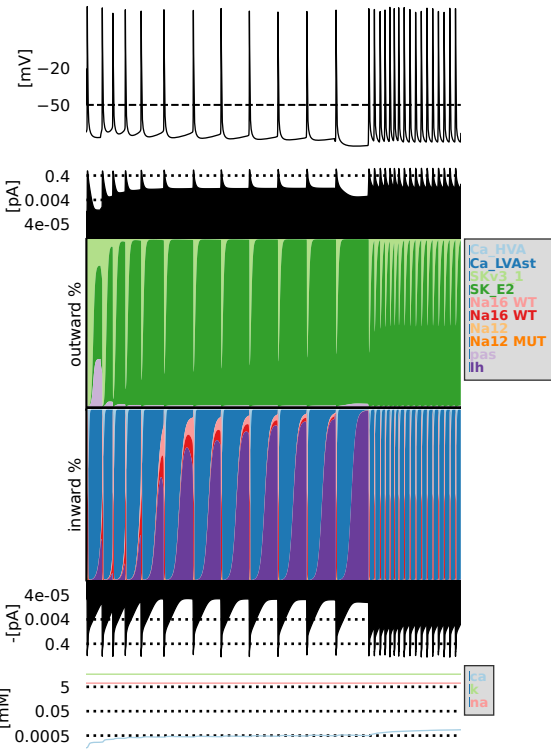 [mV]
−20
−50
[pA]
0.4
0.004
4e-05
outward %
Ca_HVA
Ca_LVAst
SKv3_1
SK_E2
Na16 WT
Na16 WT
Na12
Na12 MUT
pas
Ih
inward %
-[pA]
4e-05
0.004
0.4
[mM]
5
0.05
0.0005
ca
k
na